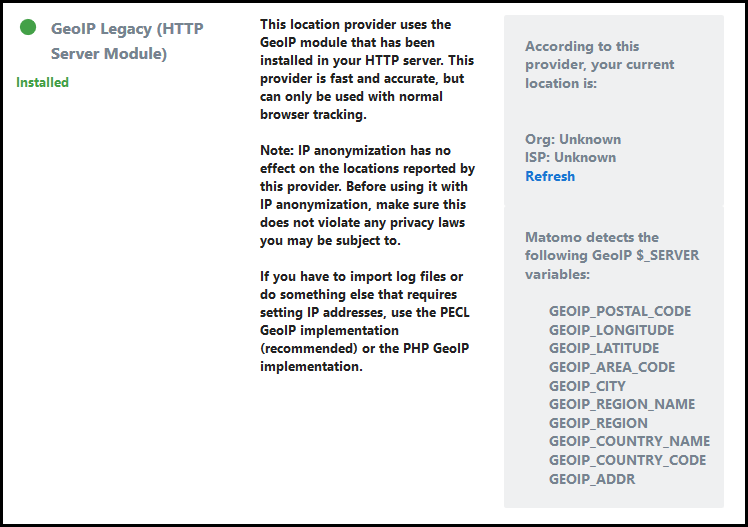 GeoIP Legacy (HTTP
Server Module)
Installed
This location provider uses the
GeoIP module that has been
installed in your HTTP server. This
provider is fast and accurate, but
can only be used with normal
browser tracking.
Note: IP anonymization has no
effect on the locations reported by
this provider. Before using it with
IP anonymization, make sure this
does not violate any privacy laws
you may be subject to.
If you have to import log files or
do something else that requires
setting IP addresses, use the PECL
GeoIP implementation
(recommended) or the PHP GeoIP
implementation.
According to this
provider, your current
location is:
Org: Unknown
ISP: Unknown
Refresh
Matomo detects the
following GeoIP $_SERVER
variables:
GEOIP_POSTAL_CODE
GEOIP_LONGITUDE
GEOIP_LATITUDE
GEOIP_AREA_CODE
GEOIP_CITY
GEOIP_REGION_NAME
GEOIP_REGION
GEOIP_COUNTRY_NAME
GEOIP_COUNTRY_CODE
GEOIP_ADDR